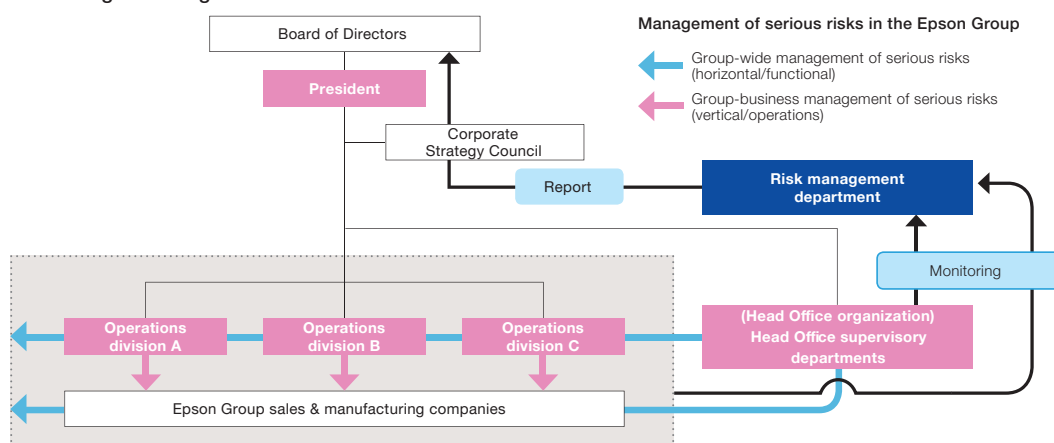 Board of Directors
President
Corporate
Strategy Council
Report
Management of serious risks in the Epson Group
Group-wide management of serious risks
(horizontal/functional)
Group-business management of serious risks
(vertical/operations)
Risk management
department
Monitoring
Operations
division A
Operations
division B
Operations
division C
(Head Office organization)
Head Office supervisory
departments
Epson Group sales & manufacturing companies